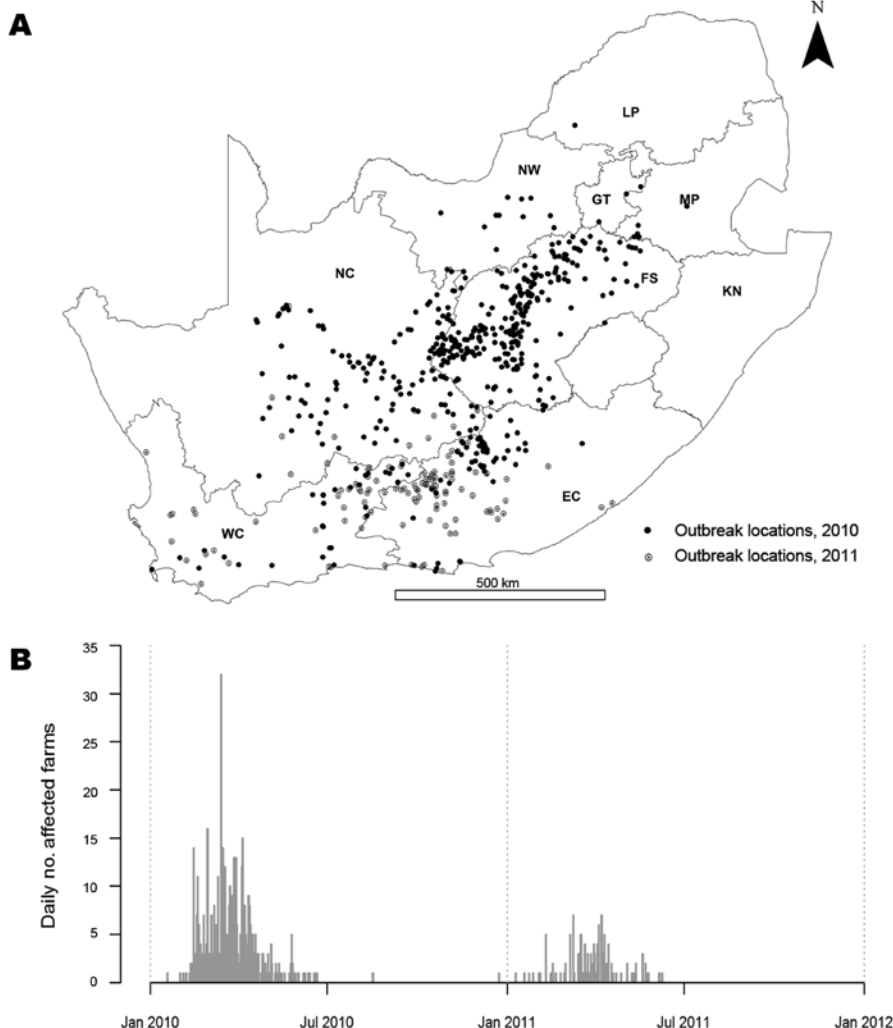 A
N
LP
NW
GT
MP
NC
FS
KN
EC
WC
Outbreak locations, 2010
Outbreak locations, 2011
500 km
B
35
30
25
20
15
10
5
0
Daily no. affected farms
Jan 2010
Jul 2010
Jan 2011
Jul 2011
Jan 2012